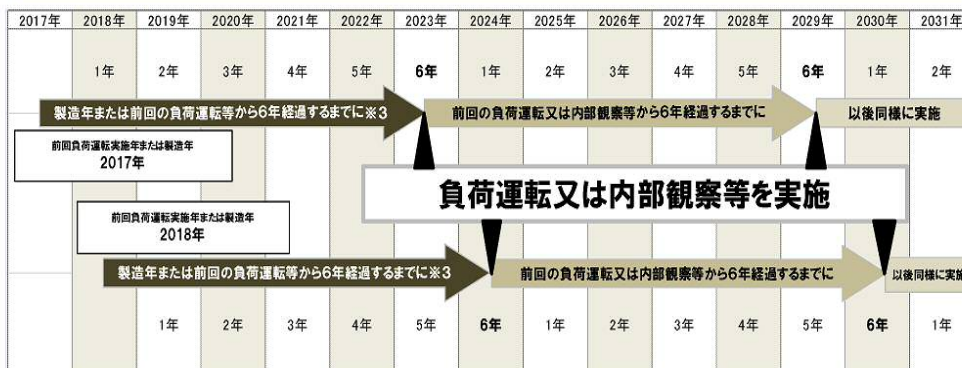 2017年 2018年 2019年 2020年 2021年 2022年 2023年 2024年 2025年 2026年 2027年 2028年 2029年 2030年 2031年
1年 2年 3年 4年 5年 6年 1年 2年 3年 4年 5年 6年 1年 2年
製造年または前回の負荷運転等から6年経過するまでに※3 前回の負荷運転又は内部観察等から6年経過するまでに 以後同様に実施
前回負荷運転実施年または製造年
2017年
負荷運転又は内部観察等を実施
前回負荷運転実施年または製造年
2018年
製造年または前回の負荷運転等から6年経過するまでに※3 前回の負荷運転又は内部観察等から6年経過するまでに 以後同様に実施
1年 2年 3年 4年 5年 6年 1年 2年 3年 4年 5年 6年 1年